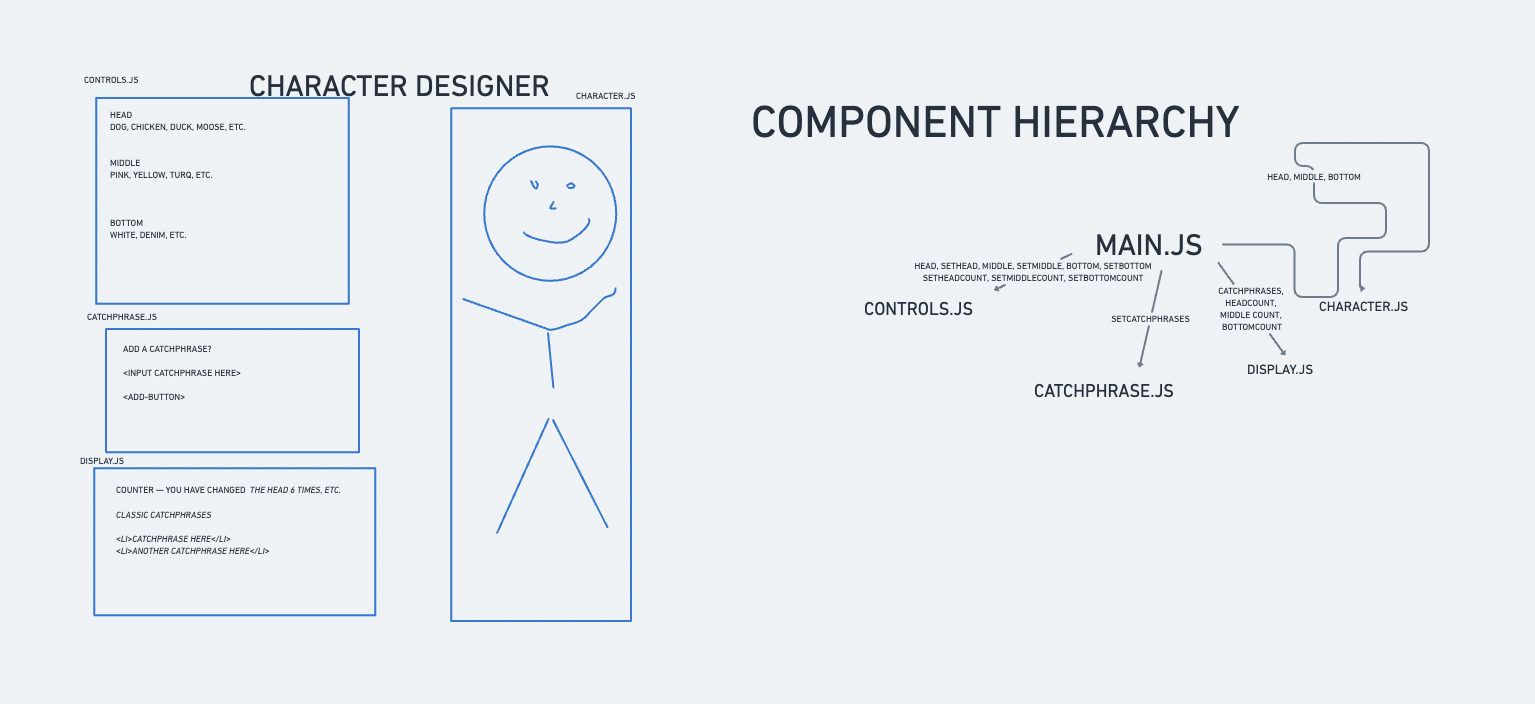 CONTROLS.JS
CHARACTER DESIGNER
CHARACTER.JS
HEAD
DOG, CHICKEN, DUCK, MOOSE, ETC.
MIDDLE
PINK, YELLOW, TURQ, ETC.
BOTTOM
WHITE, DENIM, ETC.
CATCHPHRASE.JS
ADD A CATCHPHRASE?
<INPUT CATCHPHRASE HERE>
<ADD-BUTTON>
DISPLAY.JS
COUNTER — YOU HAVE CHANGED THE HEAD 6 TIMES, ETC.
CLASSIC CATCHPHRASES
<LI>CATCHPHRASE HERE</LI>
<LI>ANOTHER CATCHPHRASE HERE</LI>
COMPONENT HIERARCHY
HEAD, MIDDLE, BOTTOM
MAIN.JS
HEAD, SETHEAD, MIDDLE, SETMIDDLE, BOTTOM, SETBOTTOM
SETHEADCOUNT, SETMIDDLECOUNT, SETBOTTOMCOUNT
CONTROLS.JS
SETCATCHPHRASES
CATCHPHRASE.JS
CATCHPHRASES,
HEADCOUNT,
MIDDLE COUNT,
BOTTOMCOUNT
DISPLAY.JS
CHARACTER.JS